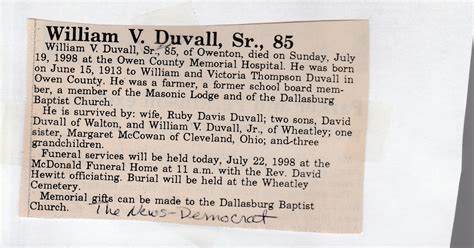 William V. Duvall, Sr., 85
William V. Duvall, Sr., 85, of Owenton, died on Sunday, July
19, 1998 at the Owen County Memorial Hospital. He was born
on June 15, 1913 to William and Victoria Thompson Duvall in
Owen County. He was a farmer, a former school board mem-
ber, a member of the Masonic Lodge and of the Dallasburg
Baptist Church.
He is survived by: wife, Ruby Davis Duvall; two sons, David
Duvall of Walton, and William V. Duvall, Jr., of Wheatley; one
sister, Margaret McCowan of Cleveland, Ohio; and three
grandchildren.
Funeral services will be held today, July 22, 1998 at the
McDonald Funeral Home at 11 a.m. with the Rev. David
Hewitt officiating. Burial will be held at the Wheatley
Cemetery.
Memorial gifts can be made to the Dallasburg Baptist
Church.
The News-Democrat